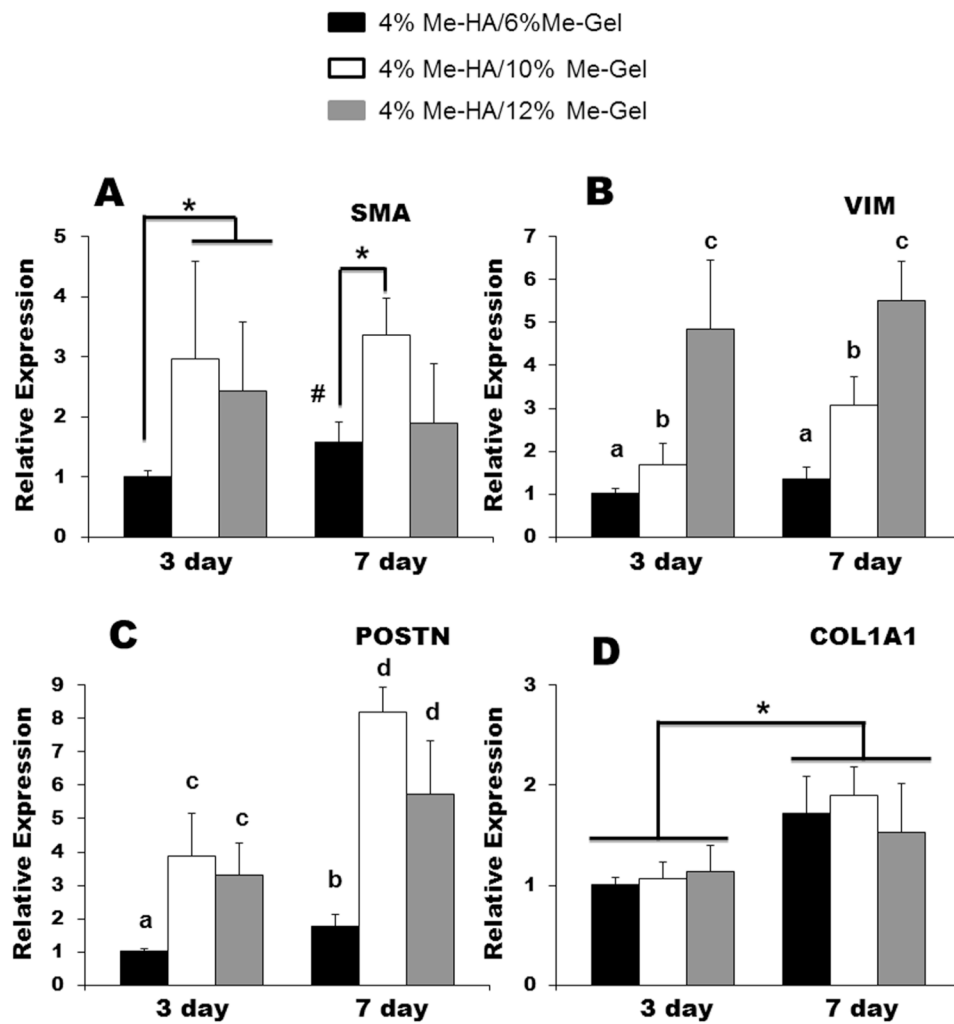 4% Me-HA/6%Me-Gel
4% Me-HA/10% Me-Gel
4% Me-HA/12% Me-Gel
A
SMA
*
*
#
Relative Expression
5
4
3
2
1
0
3 day
7 day
B
VIM
c
c
b
b
a
a
Relative Expression
7
6
5
4
3
2
1
0
3 day
7 day
C
POSTN
d
d
c
c
b
a
Relative Expression
9
8
7
6
5
4
3
2
1
0
3 day
7 day
D
COL1A1
*
Relative Expression
3
2
1
0
3 day
7 day